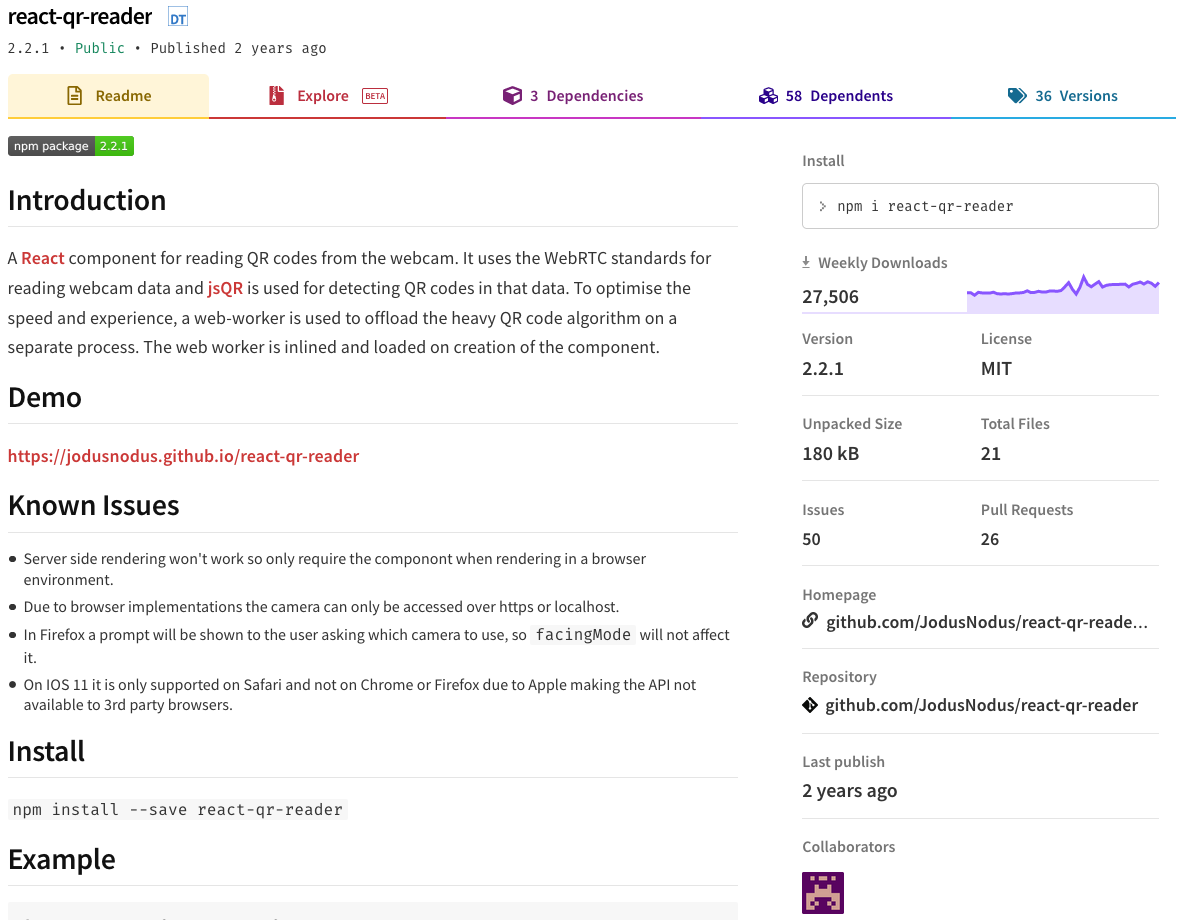 react-qr-reader DT
2.2.1 • Public • Published 2 years ago
Readme
Explore BETA
3 Dependencies
58 Dependents
36 Versions
npm package 2.2.1
Introduction
A React component for reading QR codes from the webcam. It uses the WebRTC standards for
reading webcam data and jsQR is used for detecting QR codes in that data. To optimise the
speed and experience, a web-worker is used to offload the heavy QR code algorithm on a
separate process. The web worker is inlined and loaded on creation of the component.
Demo
https://jodusnodus.github.io/react-qr-reader
Known Issues
• Server side rendering won't work so only require the componont when rendering in a browser
environment.
• Due to browser implementations the camera can only be accessed over https or localhost.
• In Firefox a prompt will be shown to the user asking which camera to use, so facingMode will not affect
it.
• On IOS 11 it is only supported on Safari and not on Chrome or Firefox due to Apple making the API not
available to 3rd party browsers.
Install
npm install --save react-qr-reader
Example
Install
> npm i react-qr-reader
Weekly Downloads
27,506
Version
2.2.1
License
MIT
Unpacked Size
180 kB
Total Files
21
Issues
50
Pull Requests
26
Homepage
github.com/JodusNodus/react-qr-reade…
Repository
github.com/JodusNodus/react-qr-reader
Last publish
2 years ago
Collaborators